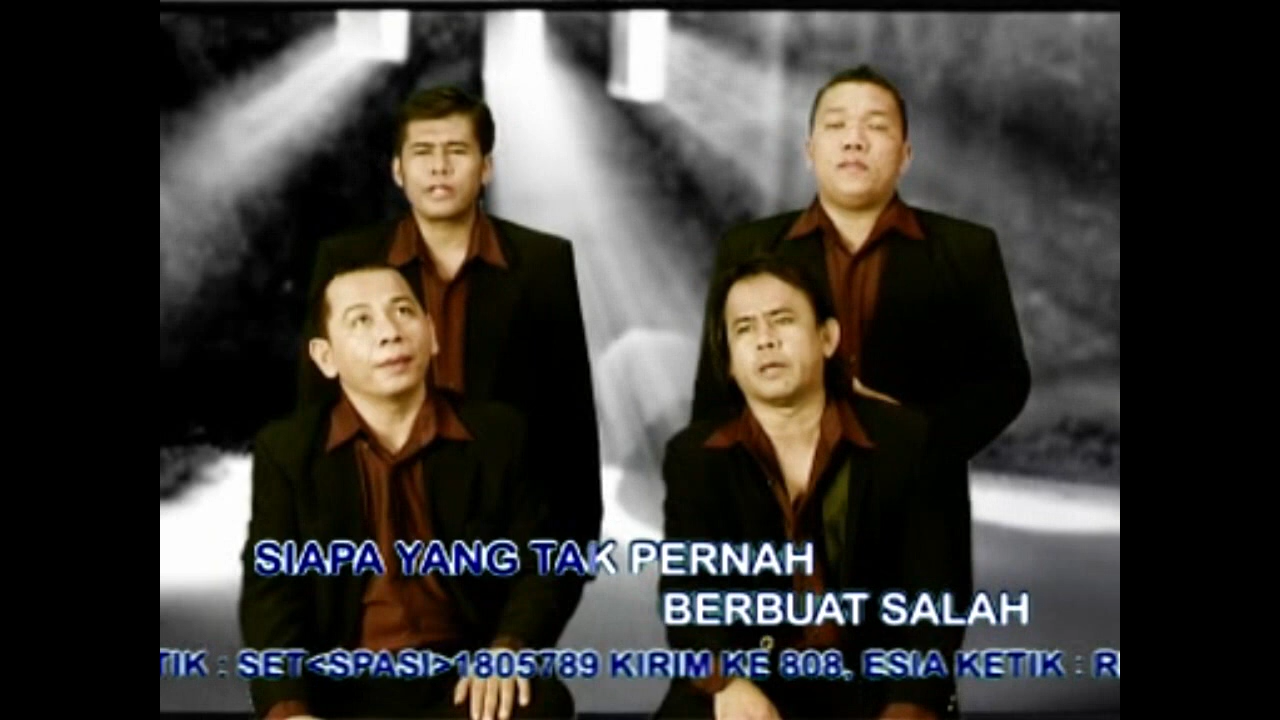 SIAPA YANG TAK PERNAH
BERBUAT SALAH
TIK : SET<SPASI>1805789 KIRIM KE 808, ESIA KETIK : R